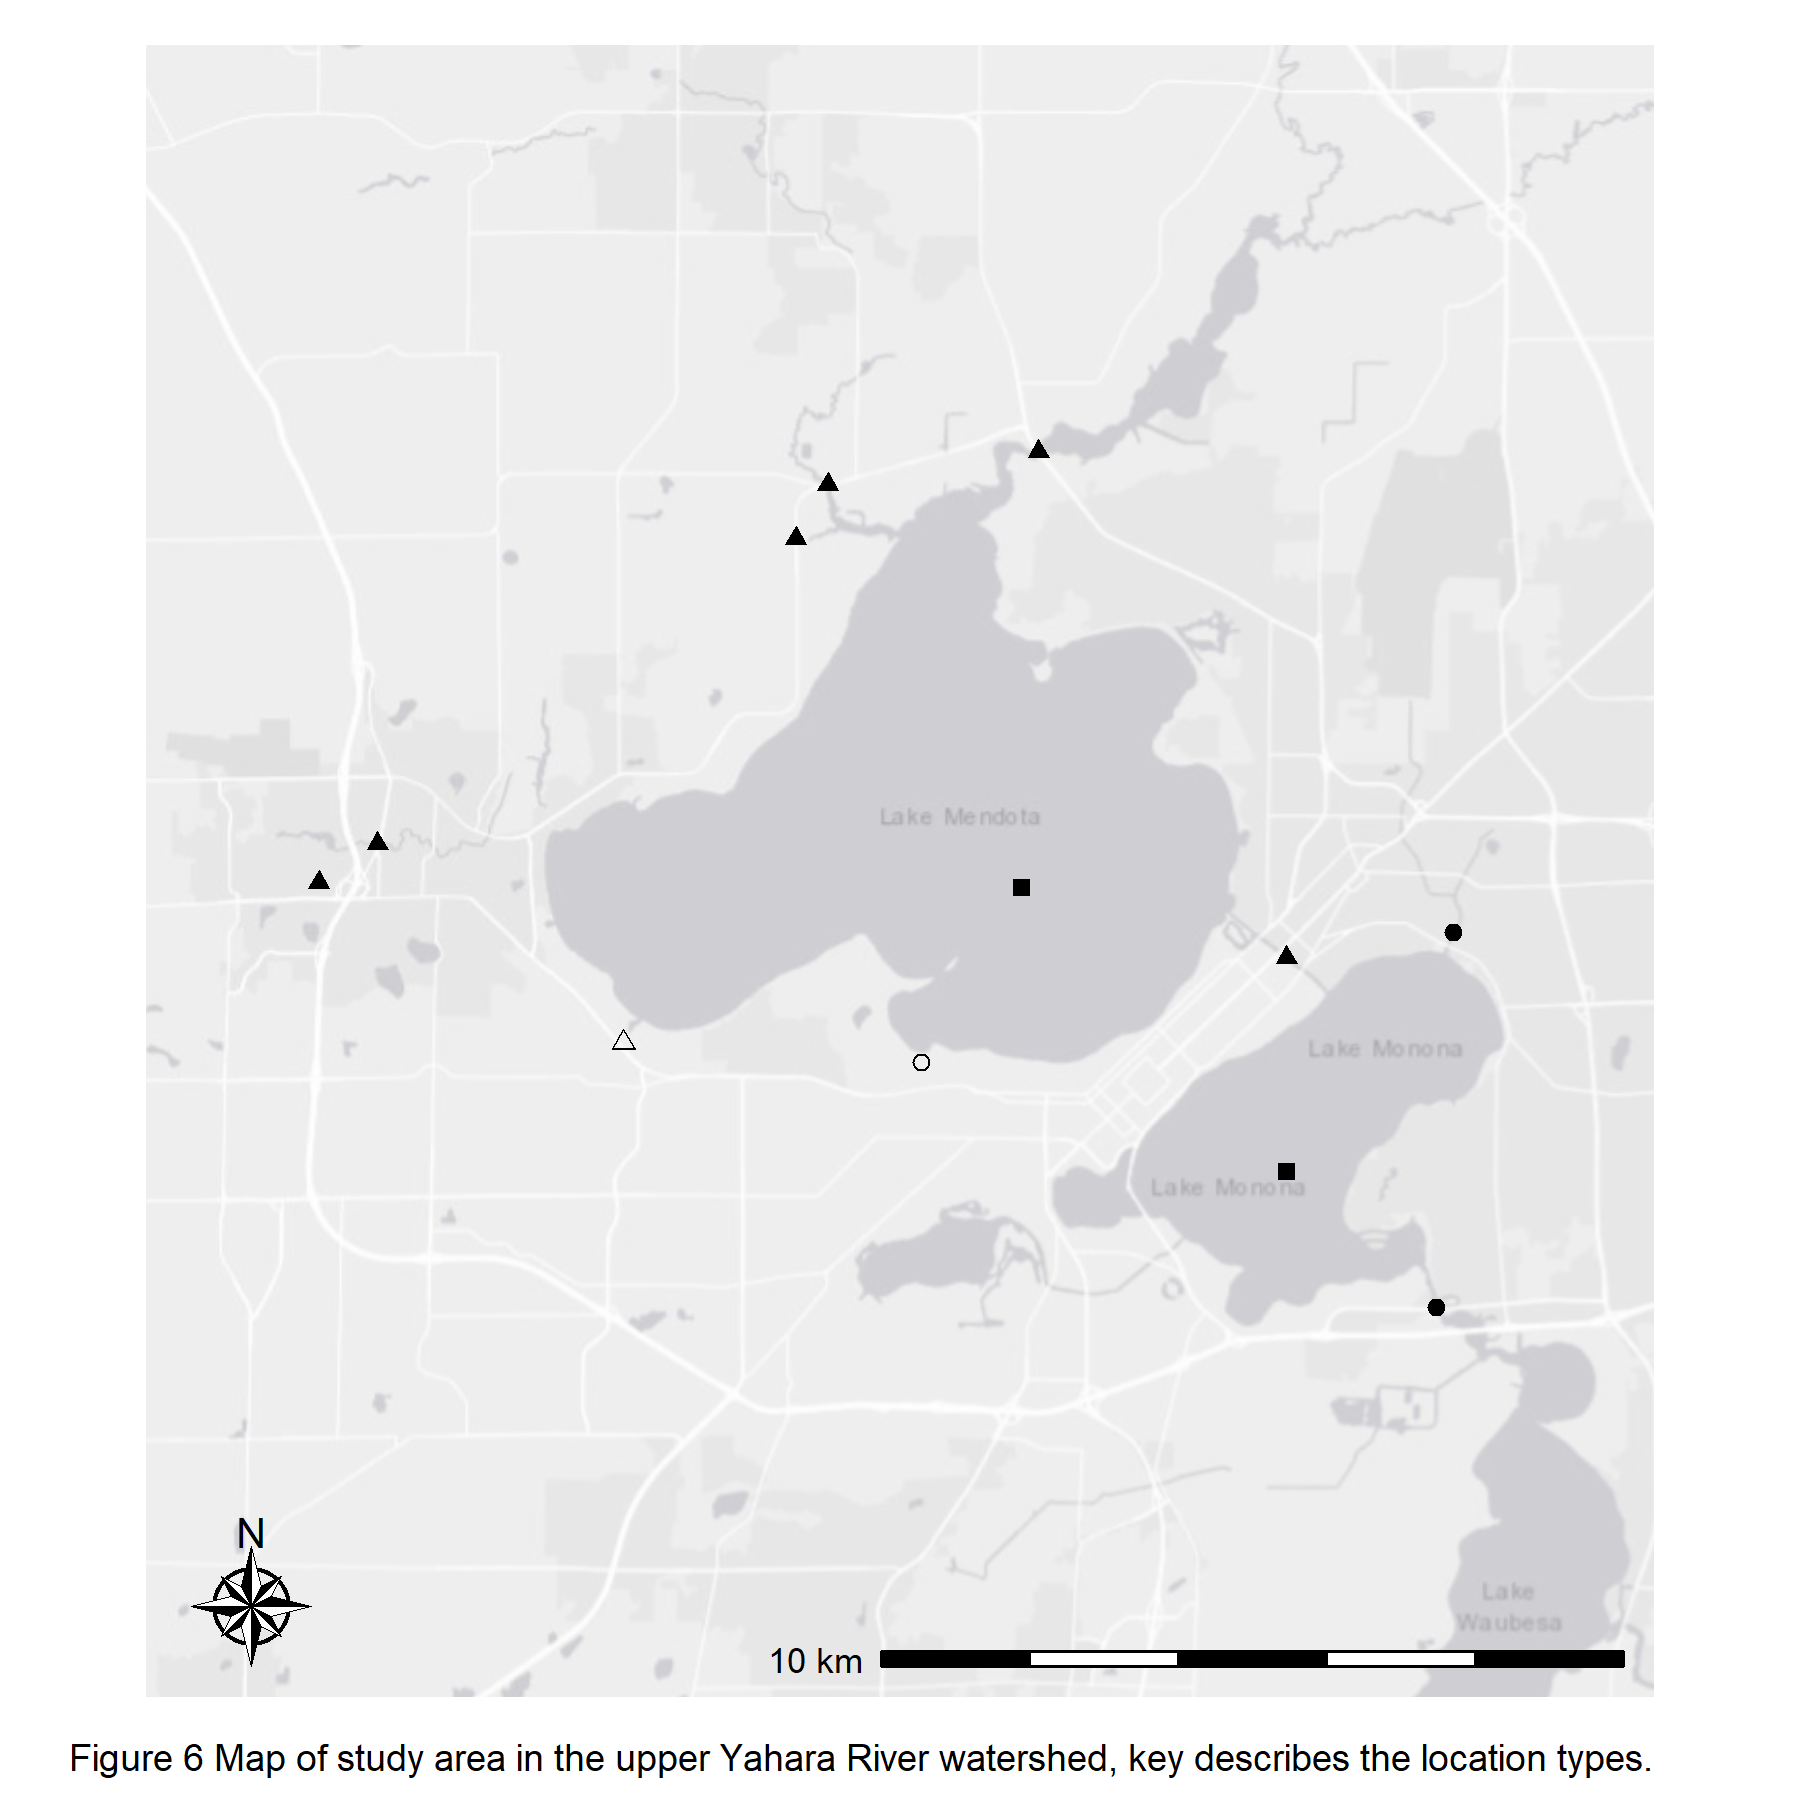 Lake Mendota
Lake Monona
Lake Monona
N
Lake
Waubesa
10 km
Figure 6 Map of study area in the upper Yahara River watershed, key describes the location types.